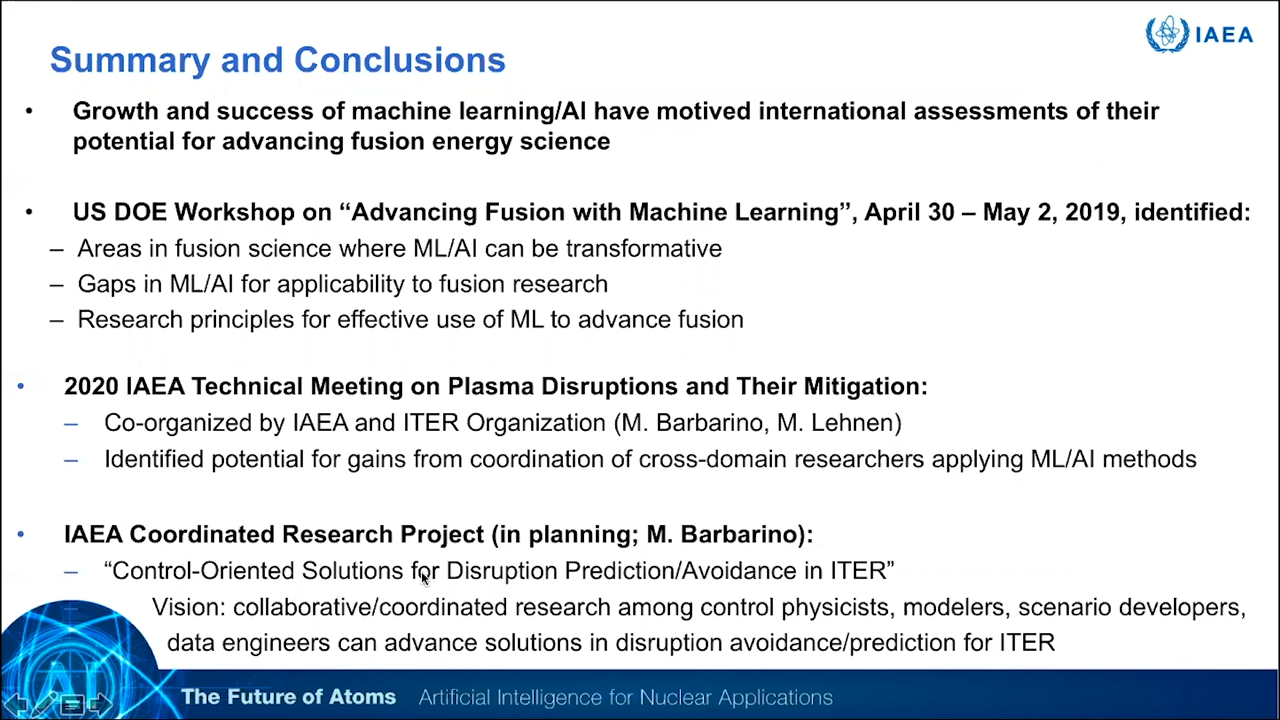 IAEA
Summary and Conclusions
• Growth and success of machine learning/AI have motived international assessments of their
potential for advancing fusion energy science
• US DOE Workshop on “Advancing Fusion with Machine Learning”, April 30 – May 2, 2019, identified:
– Areas in fusion science where ML/AI can be transformative
– Gaps in ML/AI for applicability to fusion research
– Research principles for effective use of ML to advance fusion
• 2020 IAEA Technical Meeting on Plasma Disruptions and Their Mitigation:
– Co-organized by IAEA and ITER Organization (M. Barbarino, M. Lehnen)
– Identified potential for gains from coordination of cross-domain researchers applying ML/AI methods
• IAEA Coordinated Research Project (in planning; M. Barbarino):
– “Control-Oriented Solutions for Disruption Prediction/Avoidance in ITER”
– Vision: collaborative/coordinated research among control physicists, modelers, scenario developers,
data engineers can advance solutions in disruption avoidance/prediction for ITER
AI
The Future of Atoms Artificial Intelligence for Nuclear Applications